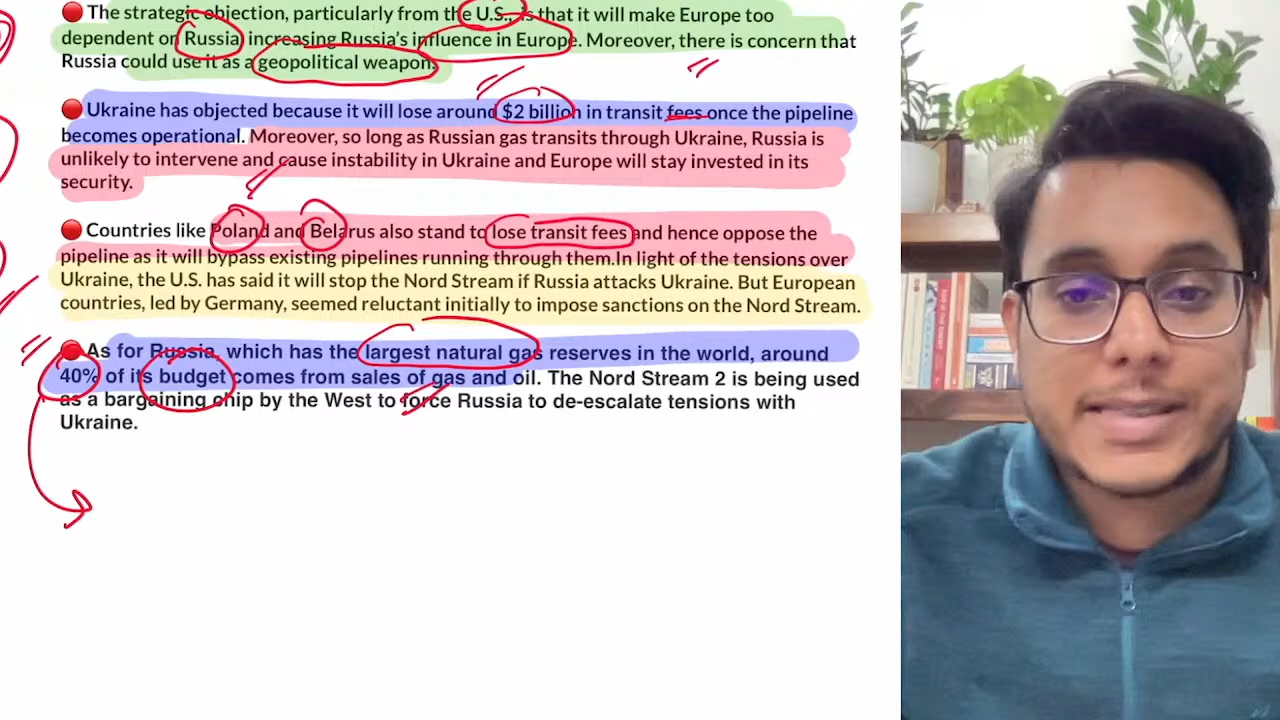 🔴 The strategic objection, particularly from the U.S., is that it will make Europe too
dependent on Russia, increasing Russia's influence in Europe. Moreover, there is concern that
Russia could use it as a geopolitical weapon.
🔴 Ukraine has objected because it will lose around $2 billion in transit fees once the pipeline
becomes operational. Moreover, so long as Russian gas transits through Ukraine, Russia is
unlikely to intervene and cause instability in Ukraine and Europe will stay invested in its
security.
🔴 Countries like Poland and Belarus also stand to lose transit fees and hence oppose the
pipeline as it will bypass existing pipelines running through them.In light of the tensions over
Ukraine, the U.S. has said it will stop the Nord Stream if Russia attacks Ukraine. But European
countries, led by Germany, seemed reluctant initially to impose sanctions on the Nord Stream.
🔴 As for Russia, which has the largest natural gas reserves in the world, around
40% of its budget comes from sales of gas and oil. The Nord Stream 2 is being used
as a bargaining chip by the West to force Russia to de-escalate tensions with
Ukraine.